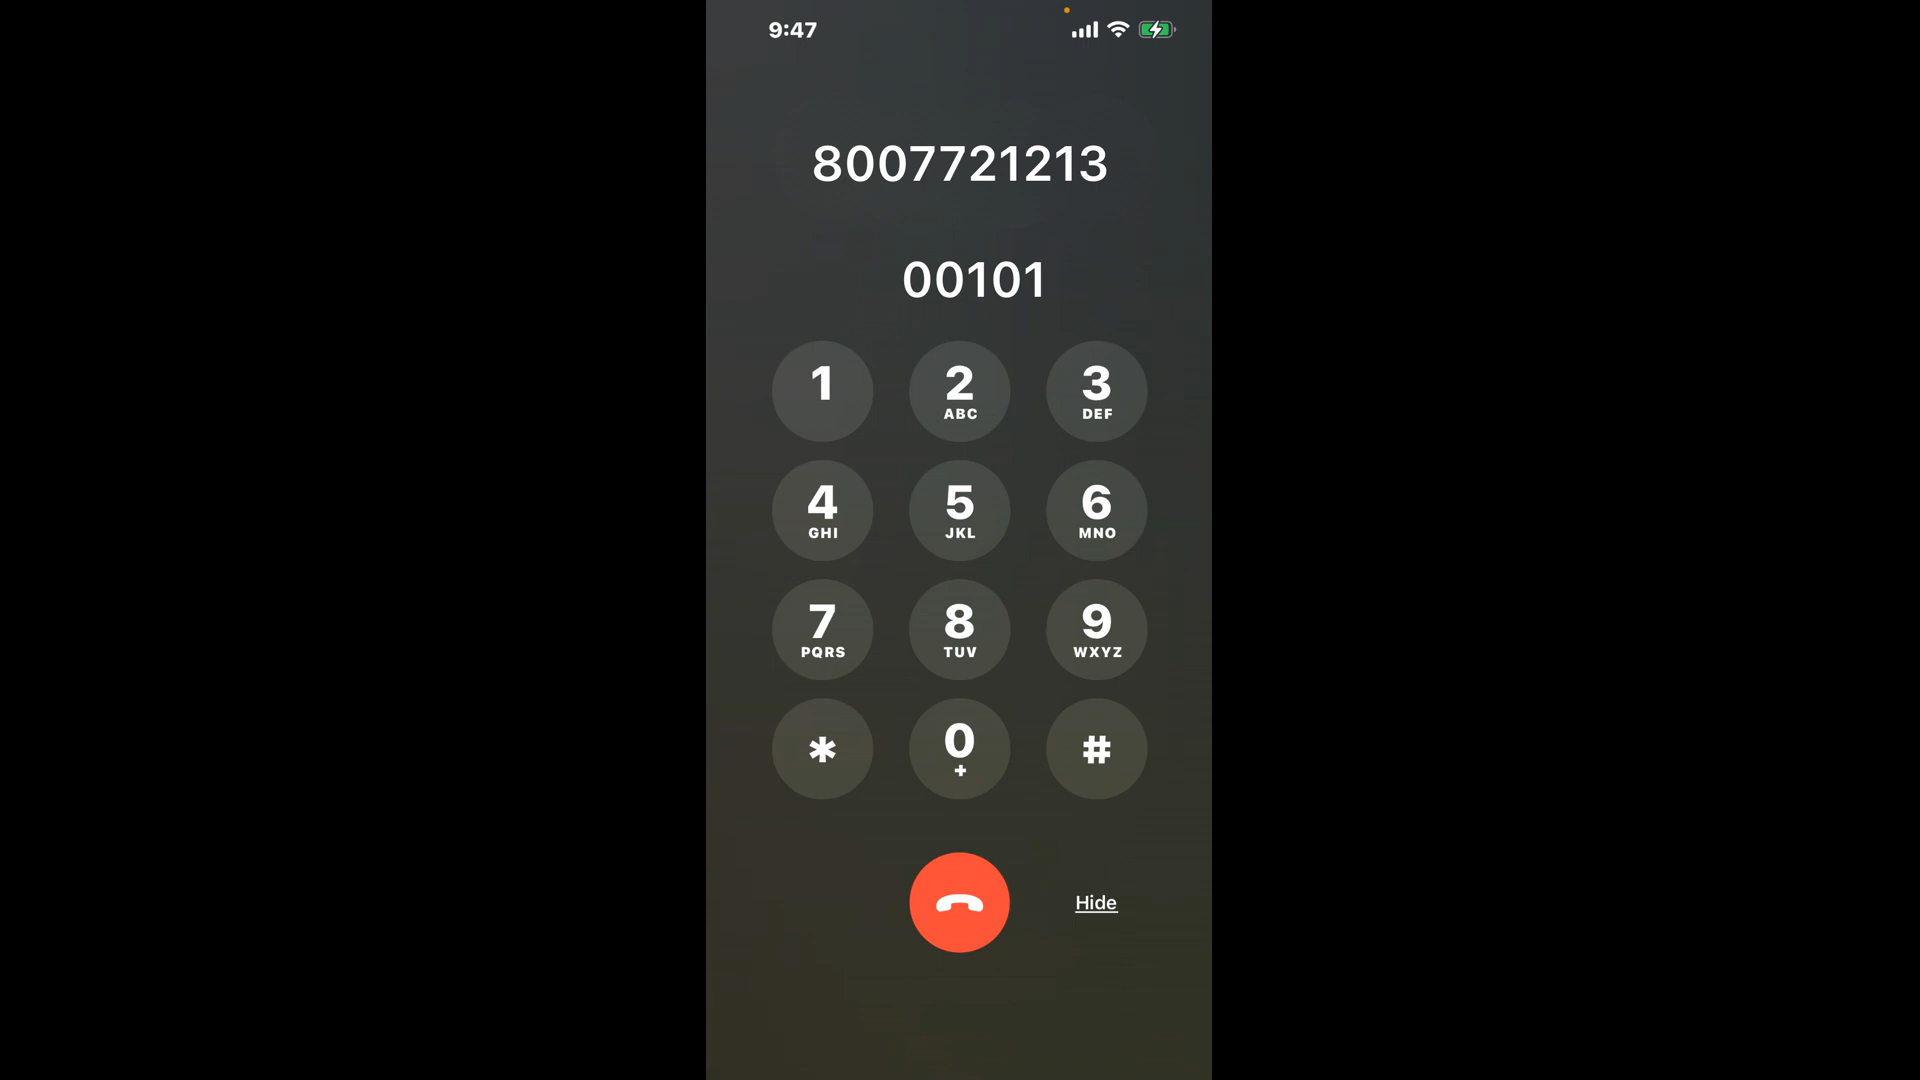 9:47
8007721213
00101
1 2 3
ABC DEF
4 5 6
GHI JKL MNO
7 8 9
PQRS TUV WXYZ
* 0 #
+
Hide